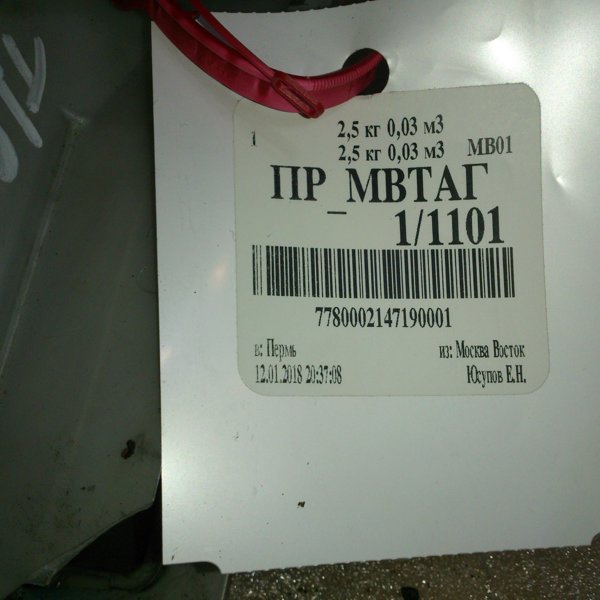 1
2,5 кг 0,03 м3
2,5 кг 0,03 м3 МВ01
ПР_МВТАГ
1/1101
7780002147190001
в: Пермь из: Москва Восток
12.01.2018 20:37:08 Юсупов Е.Н.